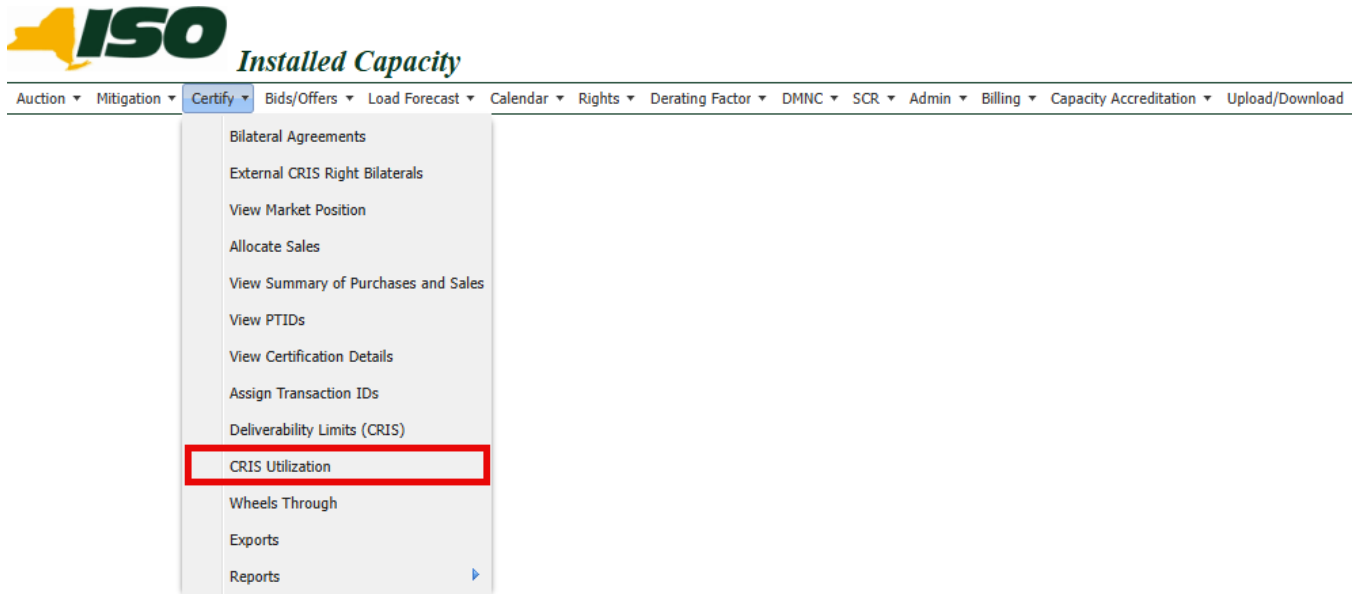 ISO
Installed Capacity
Auction Mitigation Certify Bids/Offers Load Forecast Calendar Rights Derating Factor DMNC SCR Admin Billing Capacity Accreditation Upload/Download
Bilateral Agreements
External CRIS Right Bilaterals
View Market Position
Allocate Sales
View Summary of Purchases and Sales
View PTIDs
View Certification Details
Assign Transaction IDs
Deliverability Limits (CRIS)
CRIS Utilization
Wheels Through
Exports
Reports